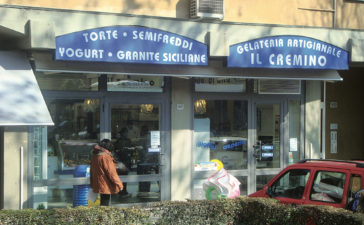 TORTE • SEMIFREDDI
YOGURT • GRANITE SICILIANE
GELATERIA ARTIGIANALE
IL CREMINO